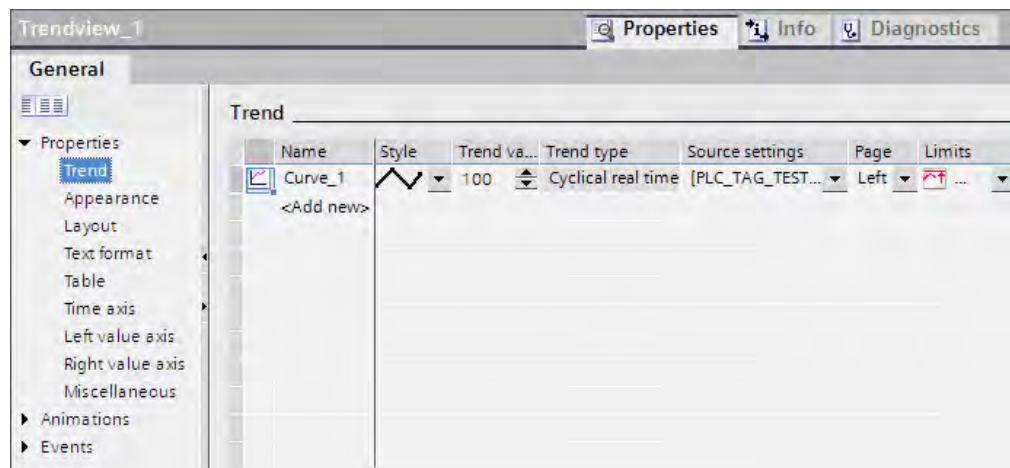 Trendview_1 Properties Info Diagnostics
General
Trend
Properties
Trend
Appearance
Layout
Text format
Table
Time axis
Left value axis
Right value axis
Miscellaneous
Animations
Events
Name Style Trend va... Trend type Source settings Page Limits
Curve_1 100 Cyclical real time [PLC_TAG_TEST... Left ...
<Add new>